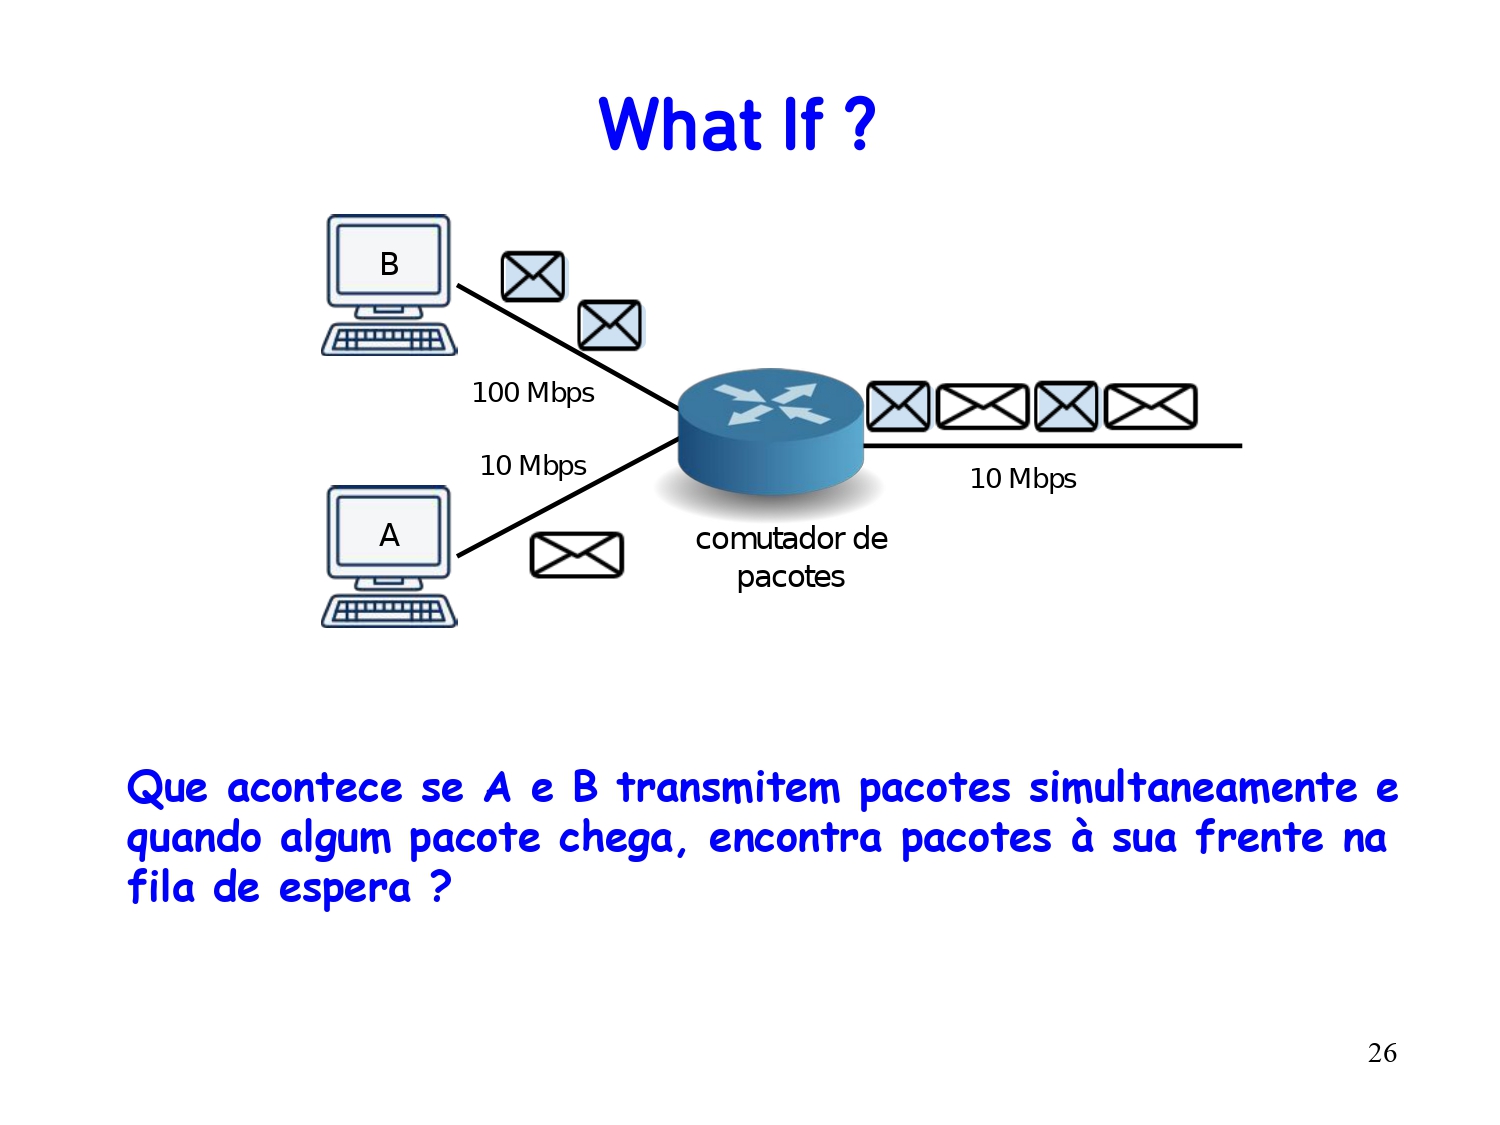 What If ?
B
100 Mbps
10 Mbps
10 Mbps
A
comutador de
pacotes
Que acontece se A e B transmitem pacotes simultaneamente e
quando algum pacote chega, encontra pacotes à sua frente na
fila de espera ?
26